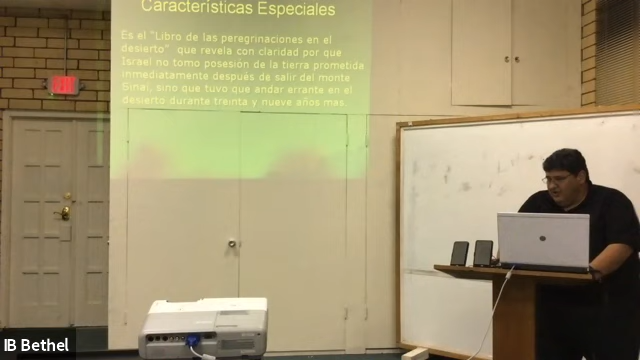 Características Especiales
Es el "Libro de las peregrinaciones en el
desierto" que revela con claridad por que
Israel no tomo posesión de la tierra prometida
inmediatamente después de salir del monte
Sinai, sino que tuvo que andar errante en el
desierto durante treinta y nueve años mas.
EXIT
IB Bethel